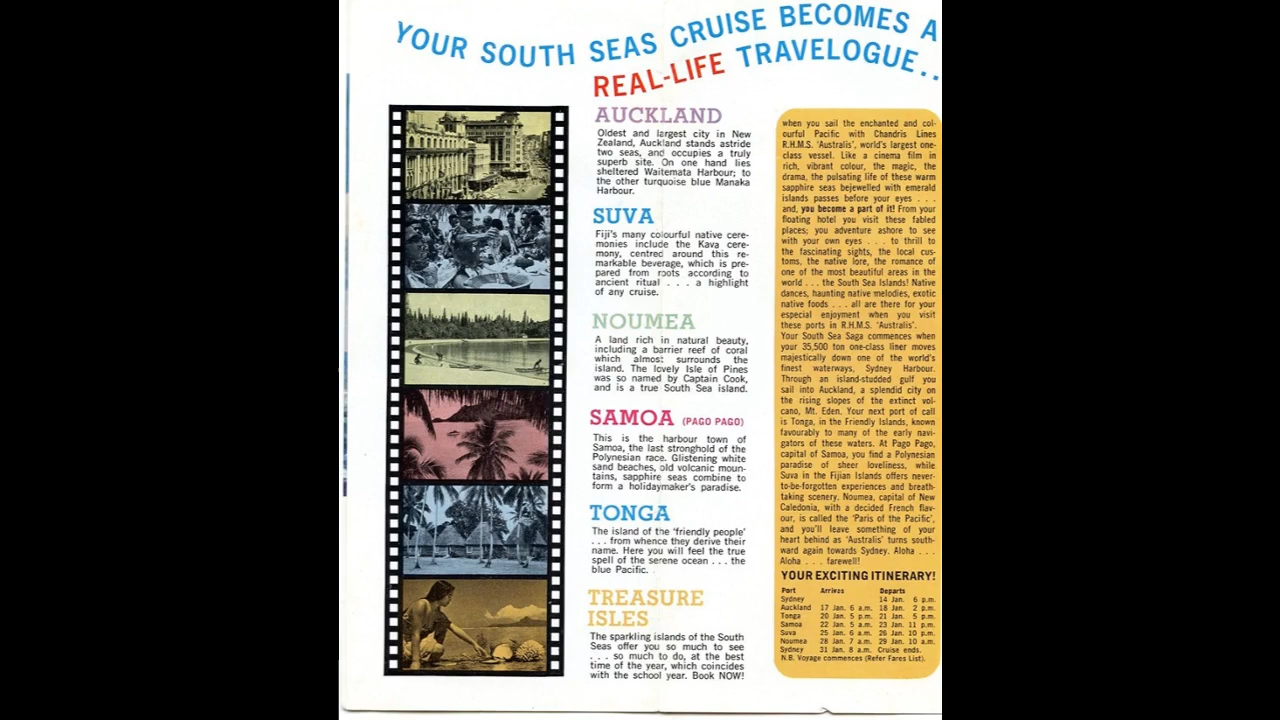 YOUR SOUTH SEAS CRUISE BECOMES A
REAL-LIFE TRAVELOGUE...
AUCKLAND
Oldest and largest city in New
Zealand, Auckland stands astride
two seas, and occupies a truly
superb site. On one hand lies
sheltered Waitemata Harbour; to
the other turquoise blue Manaka
Harbour.
SUVA
Fiji's many colourful native cere-
monies include the Kava cere-
mony, centred around this re-
markable beverage, which is pre-
pared from roots according to
ancient ritual . . . a highlight
of any cruise.
NOUMEA
A land rich in natural beauty,
including a barrier reef of coral
which almost surrounds the
island. The lovely Isle of Pines
was so named by Captain Cook,
and is a true South Sea island.
SAMOA (PAGO PAGO)
This is the harbour town of
Samoa, the last stronghold of the
Polynesian race. Glistening white
sand beaches, old volcanic moun-
tains, sapphire seas combine to
form a holidaymaker's paradise.
TONGA
The island of the 'friendly people'
. . . from whence they derive their
name. Here you will feel the true
spell of the serene ocean . . . the
blue Pacific.
TREASURE
ISLES
The sparkling islands of the South
Seas offer you so much to see
. . . so much to do, at the best
time of the year, which coincides
with the school year. Book NOW!
when you sail the enchanted and col-
ourful Pacific with Chandris Lines
R.H.M.S. 'Australis', world's largest one-
class vessel. Like a cinema film in
rich, vibrant colour, the magic, the
drama, the pulsating life of these warm
sapphire seas bejewelled with emerald
islands passes before your eyes . . .
and, you become a part of it! From your
floating hotel you visit these fabled
places; you adventure ashore to see
with your own eyes . . . to thrill to
the fascinating sights, the local cus-
toms, the native lore, the romance of
one of the most beautiful areas in the
world . . . the South Sea Islands! Native
dances, haunting native melodies, exotic
native foods . . . all are there for your
especial enjoyment when you visit
these ports in R.H.M.S. 'Australis'.
Your South Sea Saga commences when
your 35,500 ton one-class liner moves
majestically down one of the world's
finest waterways, Sydney Harbour.
Through an island-studded gulf you
sail into Auckland, a splendid city on
the rising slopes of the extinct vol-
cano, Mt. Eden. Your next port of call
is Tonga, in the Friendly Islands, known
favourably to many of the early navi-
gators of these waters. At Pago Pago,
capital of Samoa, you find a Polynesian
paradise of sheer loveliness, while
Suva in the Fijian Islands offers never-
to-be-forgotten experiences and breath-
taking scenery. Noumea, capital of New
Caledonia, with a decided French flav-
our, is called the 'Paris of the Pacific',
and you'll leave something of your
heart behind as 'Australis' turns south-
ward again towards Sydney. Aloha . . .
Aloha . . . farewell!
YOUR EXCITING ITINERARY!
Port Arrives Departs
Sydney 14 Jan. 6 p.m.
Auckland 17 Jan. 6 a.m. 18 Jan. 2 p.m.
Tonga 20 Jan. 5 p.m. 21 Jan. 5 p.m.
Samoa 22 Jan. 5 a.m. 23 Jan. 11 p.m.
Suva 25 Jan. 6 a.m. 26 Jan. 10 p.m.
Noumea 28 Jan. 7 a.m. 29 Jan. 10 a.m.
Sydney 31 Jan. 8 a.m. Cruise ends.
N.B. Voyage commences (Refer Fares List).